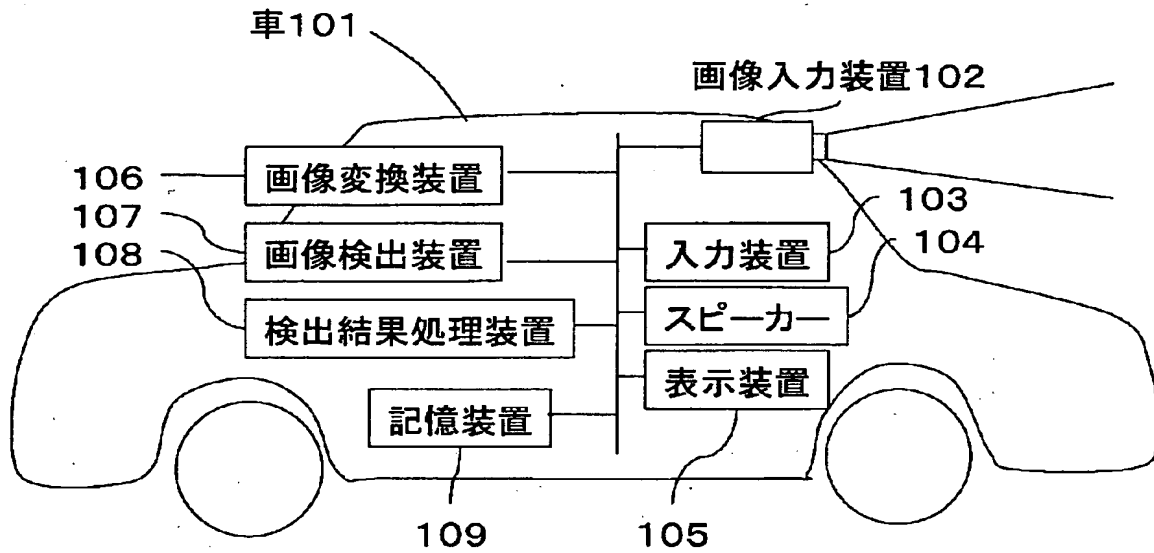 車101
画像入力装置102
106
画像変換装置
107
画像検出装置
108
検出結果処理装置
記憶装置
109
103
入力装置
104
スピーカー
表示装置
105